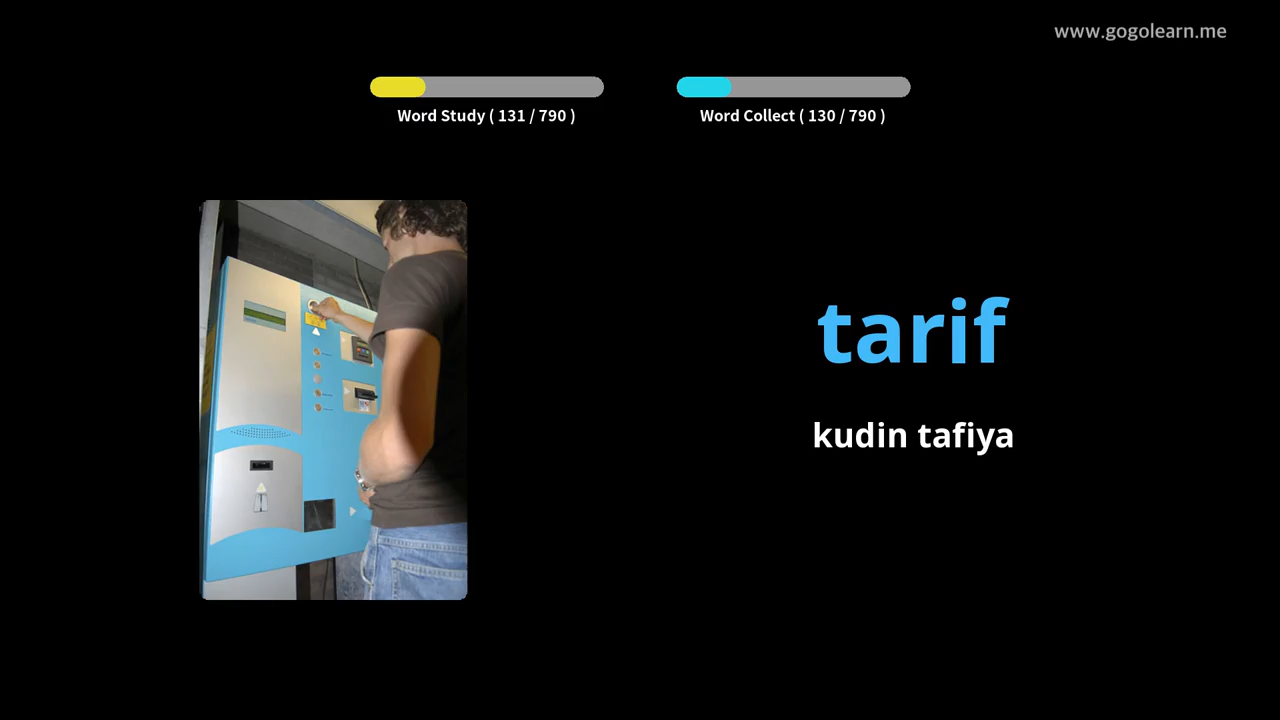 www.gogolearn.me
Word Study ( 131 / 790 )
Word Collect ( 130 / 790 )
tarif
kudin tafiya